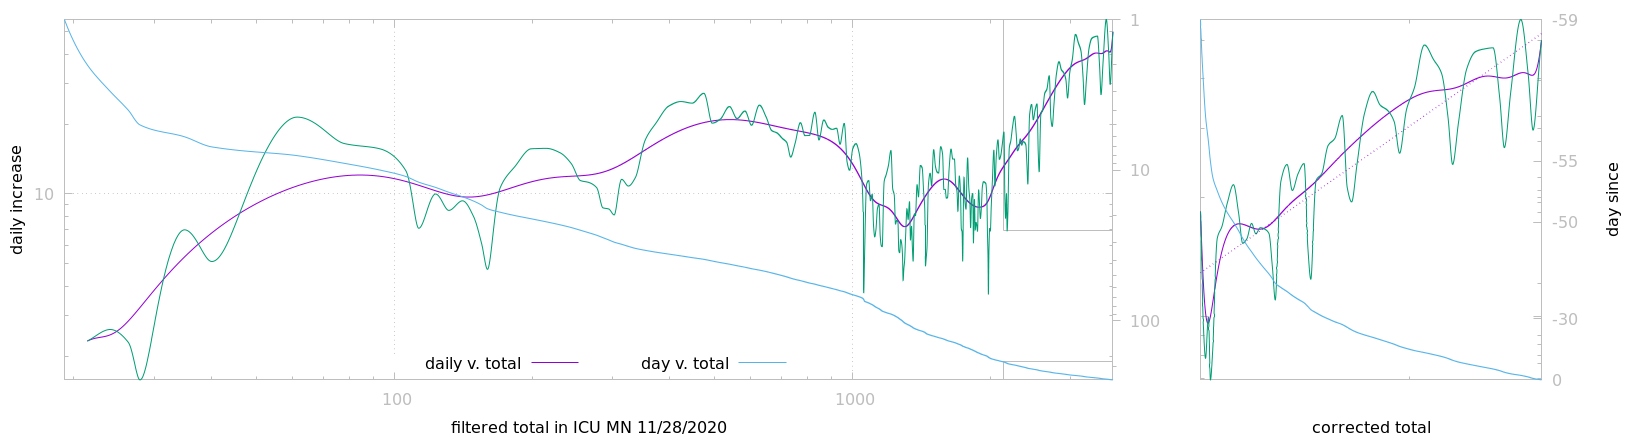 1
-59
10
-55
10
-50
daily increase
day since
100
-30
daily v. total
day v. total
0
100
1000
filtered total in ICU MN 11/28/2020
corrected total